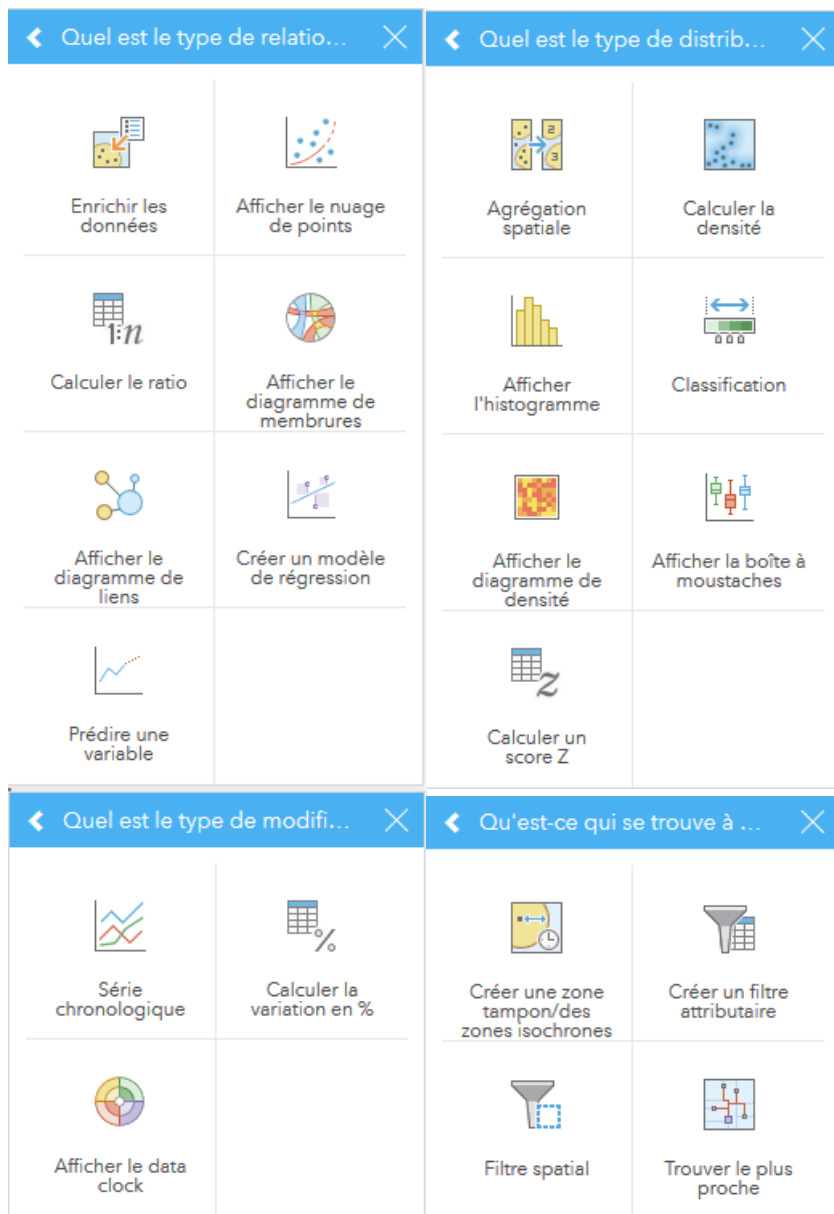 Quel est le type de relatio...
Enrichir les
données
Afficher le nuage
de points
1:n
Calculer le ratio
Afficher le
diagramme de
membrures
Afficher le
diagramme de
liens
Créer un modèle
de régression
Prédire une
variable
Quel est le type de distrib...
2
3
Agrégation
spatiale
Calculer la
densité
Afficher
l'histogramme
Classification
Afficher le
diagramme de
densité
Afficher la boîte à
moustaches
z
Calculer un
score Z
Quel est le type de modifi...
Série
chronologique
%
Calculer la
variation en %
Afficher le data
clock
Qu'est-ce qui se trouve à ...
Créer une zone
tampon/des
zones isochrones
Créer un filtre
attributaire
Filtre spatial
Trouver le plus
proche